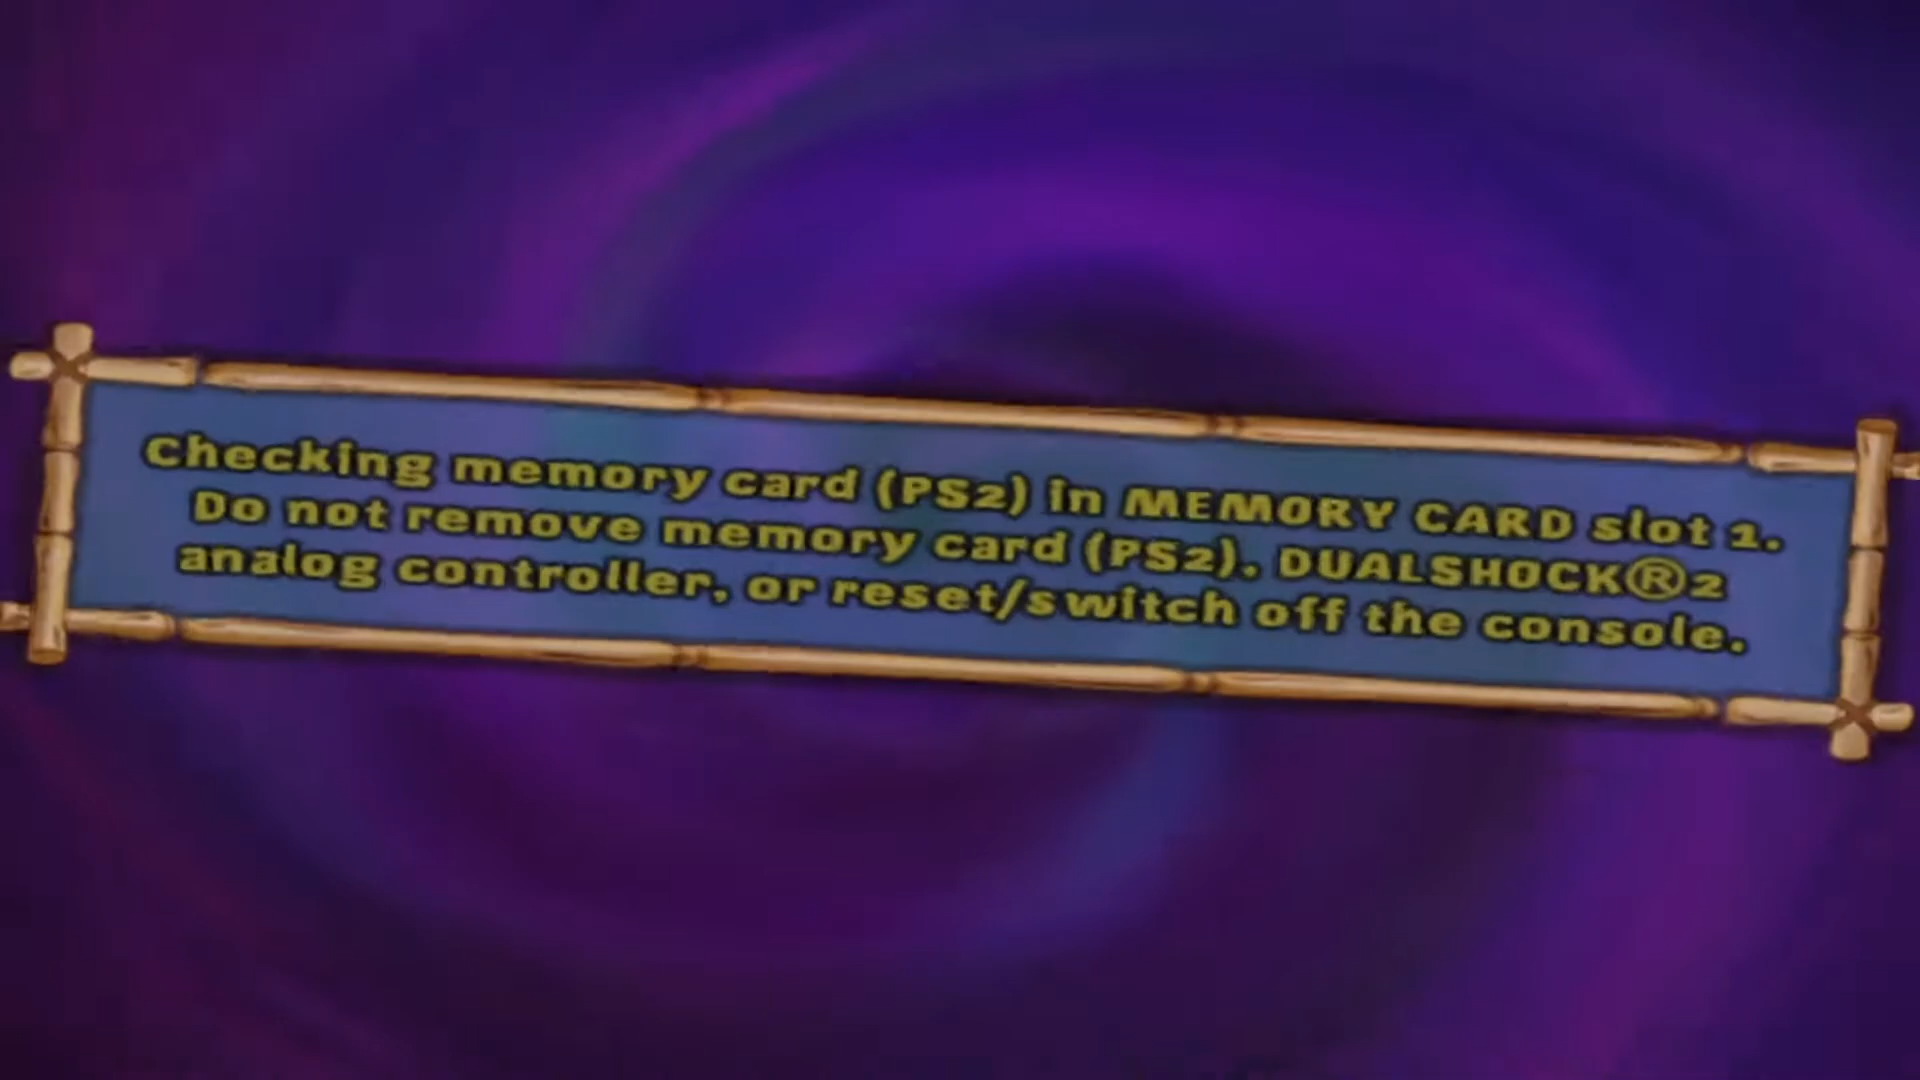 Checking memory card (PS2) in MEMORY CARD slot 1.
Do not remove memory card (PS2), DUALSHOCK®2
analog controller, or reset/switch off the console.